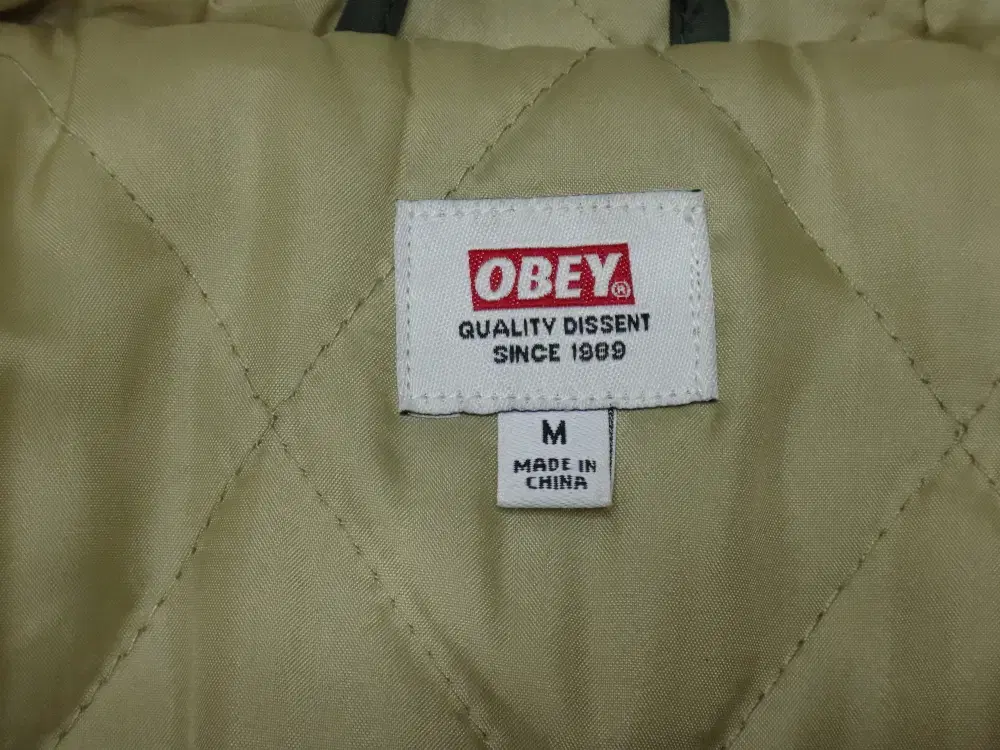 OBEY®
QUALITY DISSENT
SINCE 1989
M
MADE IN
CHINA